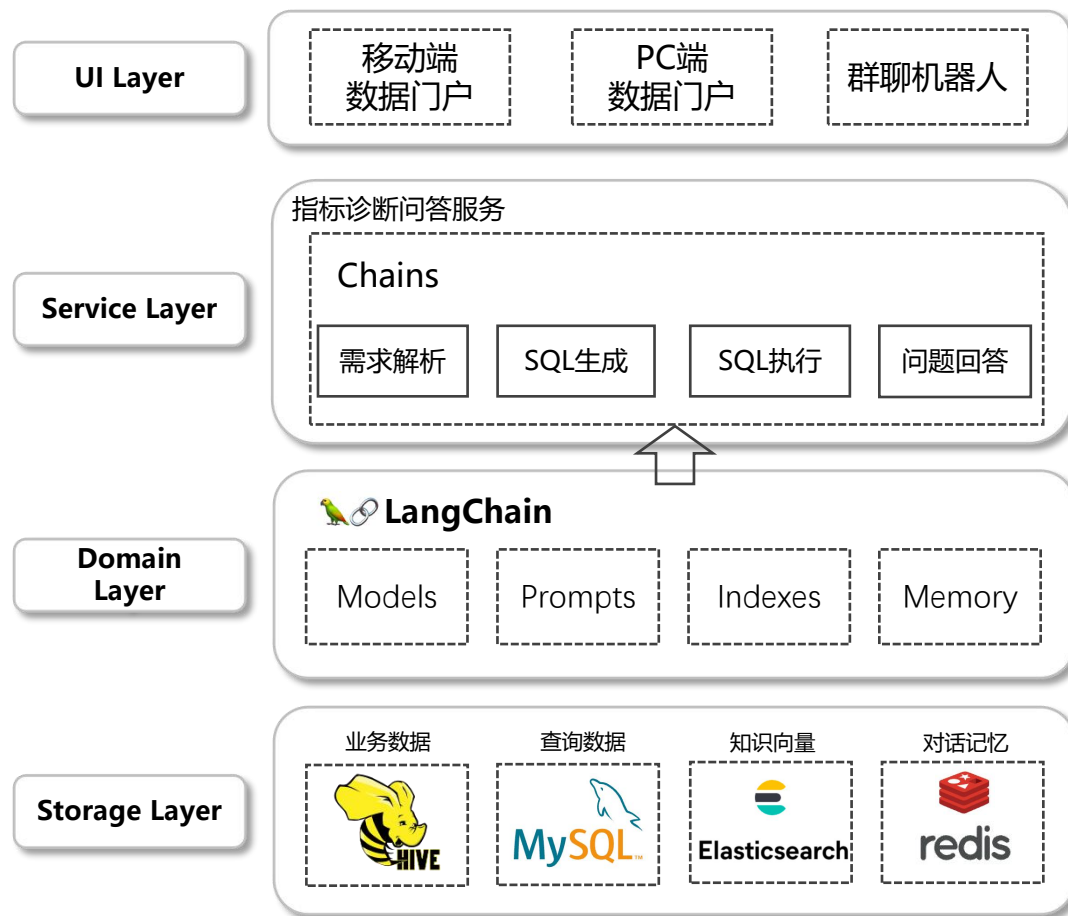 UI Layer
移动端
数据门户
PC端
数据门户
群聊机器人
Service Layer
指标诊断问答服务
Chains
需求解析
SQL生成
SQL执行
问题回答
Domain
Layer
LangChain
Models
Prompts
Indexes
Memory
Storage Layer
业务数据
查询数据
知识向量
对话记忆
HIVE
MySQL™
Elasticsearch
redis